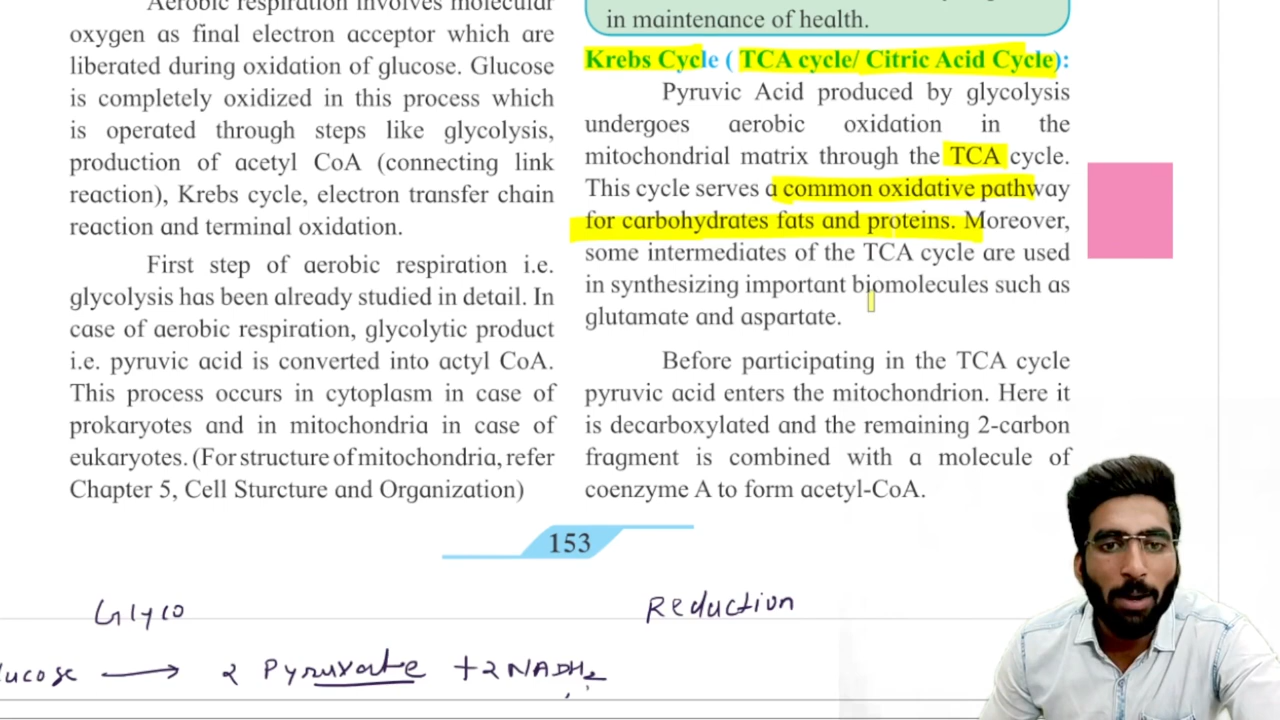 Aerobic respiration involves molecular
oxygen as final electron acceptor which are
liberated during oxidation of glucose. Glucose
is completely oxidized in this process which
is operated through steps like glycolysis,
production of acetyl CoA (connecting link
reaction), Krebs cycle, electron transfer chain
reaction and terminal oxidation.
First step of aerobic respiration i.e.
glycolysis has been already studied in detail. In
case of aerobic respiration, glycolytic product
i.e. pyruvic acid is converted into actyl CoA.
This process occurs in cytoplasm in case of
prokaryotes and in mitochondria in case of
eukaryotes. (For structure of mitochondria, refer
Chapter 5, Cell Sturcture and Organization)
in maintenance of health.
Krebs Cycle ( TCA cycle/ Citric Acid Cycle):
Pyruvic Acid produced by glycolysis
undergoes aerobic oxidation in the
mitochondrial matrix through the TCA cycle.
This cycle serves a common oxidative pathway
for carbohydrates fats and proteins. Moreover,
some intermediates of the TCA cycle are used
in synthesizing important biomolecules such as
glutamate and aspartate.
Before participating in the TCA cycle
pyruvic acid enters the mitochondrion. Here it
is decarboxylated and the remaining 2-carbon
fragment is combined with a molecule of
coenzyme A to form acetyl-CoA.
153
Glyco
Reduction
lucose → 2 Pyruvate + 2 NADH2